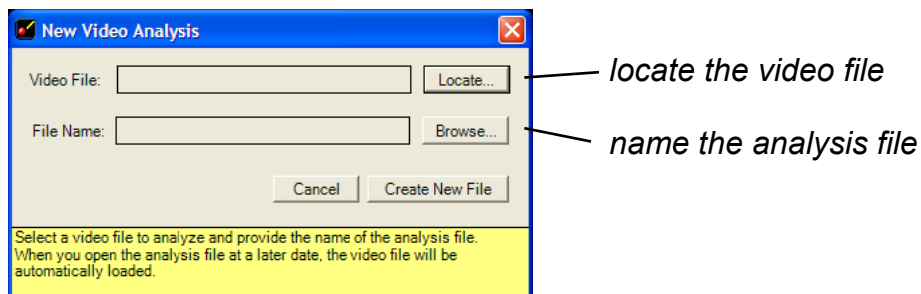 New Video Analysis
Video File: Locate... locate the video file
File Name: Browse... name the analysis file
Cancel Create New File
Select a video file to analyze and provide the name of the analysis file.
When you open the analysis file at a later date, the video file will be
automatically loaded.